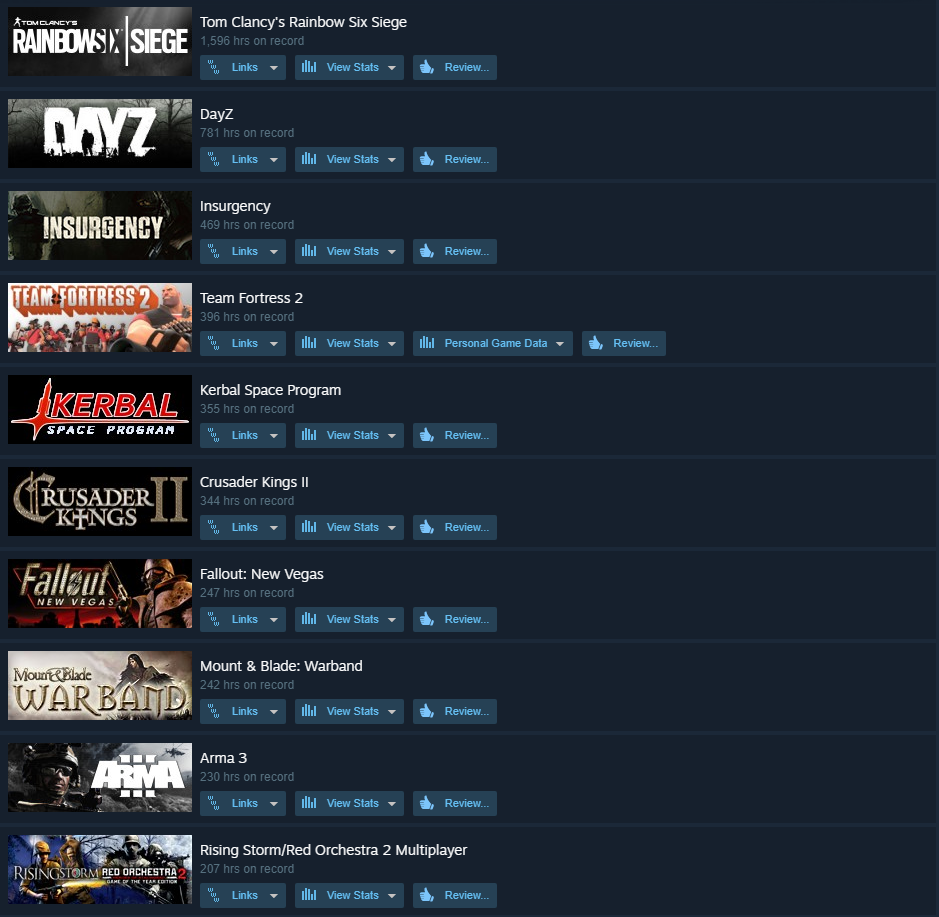 TOM CLANCY'S
RAINBOWSIX | SIEGE
Tom Clancy's Rainbow Six Siege
1,596 hrs on record
Links
View Stats
Review...
DAYZ
DayZ
781 hrs on record
Links
View Stats
Review...
INSURGENCY
Insurgency
469 hrs on record
Links
View Stats
Review...
TEAM FORTRESS 2
Team Fortress 2
396 hrs on record
Links
View Stats
Personal Game Data
Review...
KERBAL
SPACE PROGRAM
Kerbal Space Program
355 hrs on record
Links
View Stats
Review...
CRUSADER KINGS II
Crusader Kings II
344 hrs on record
Links
View Stats
Review...
Fallout
NEW VEGAS
Fallout: New Vegas
247 hrs on record
Links
View Stats
Review...
Mount&Blade
WARBAND
Mount & Blade: Warband
242 hrs on record
Links
View Stats
Review...
ARMA III
Arma 3
230 hrs on record
Links
View Stats
Review...
RISING STORM RED ORCHESTRA 2
GAME OF THE YEAR EDITION
Rising Storm/Red Orchestra 2 Multiplayer
207 hrs on record
Links
View Stats
Review...